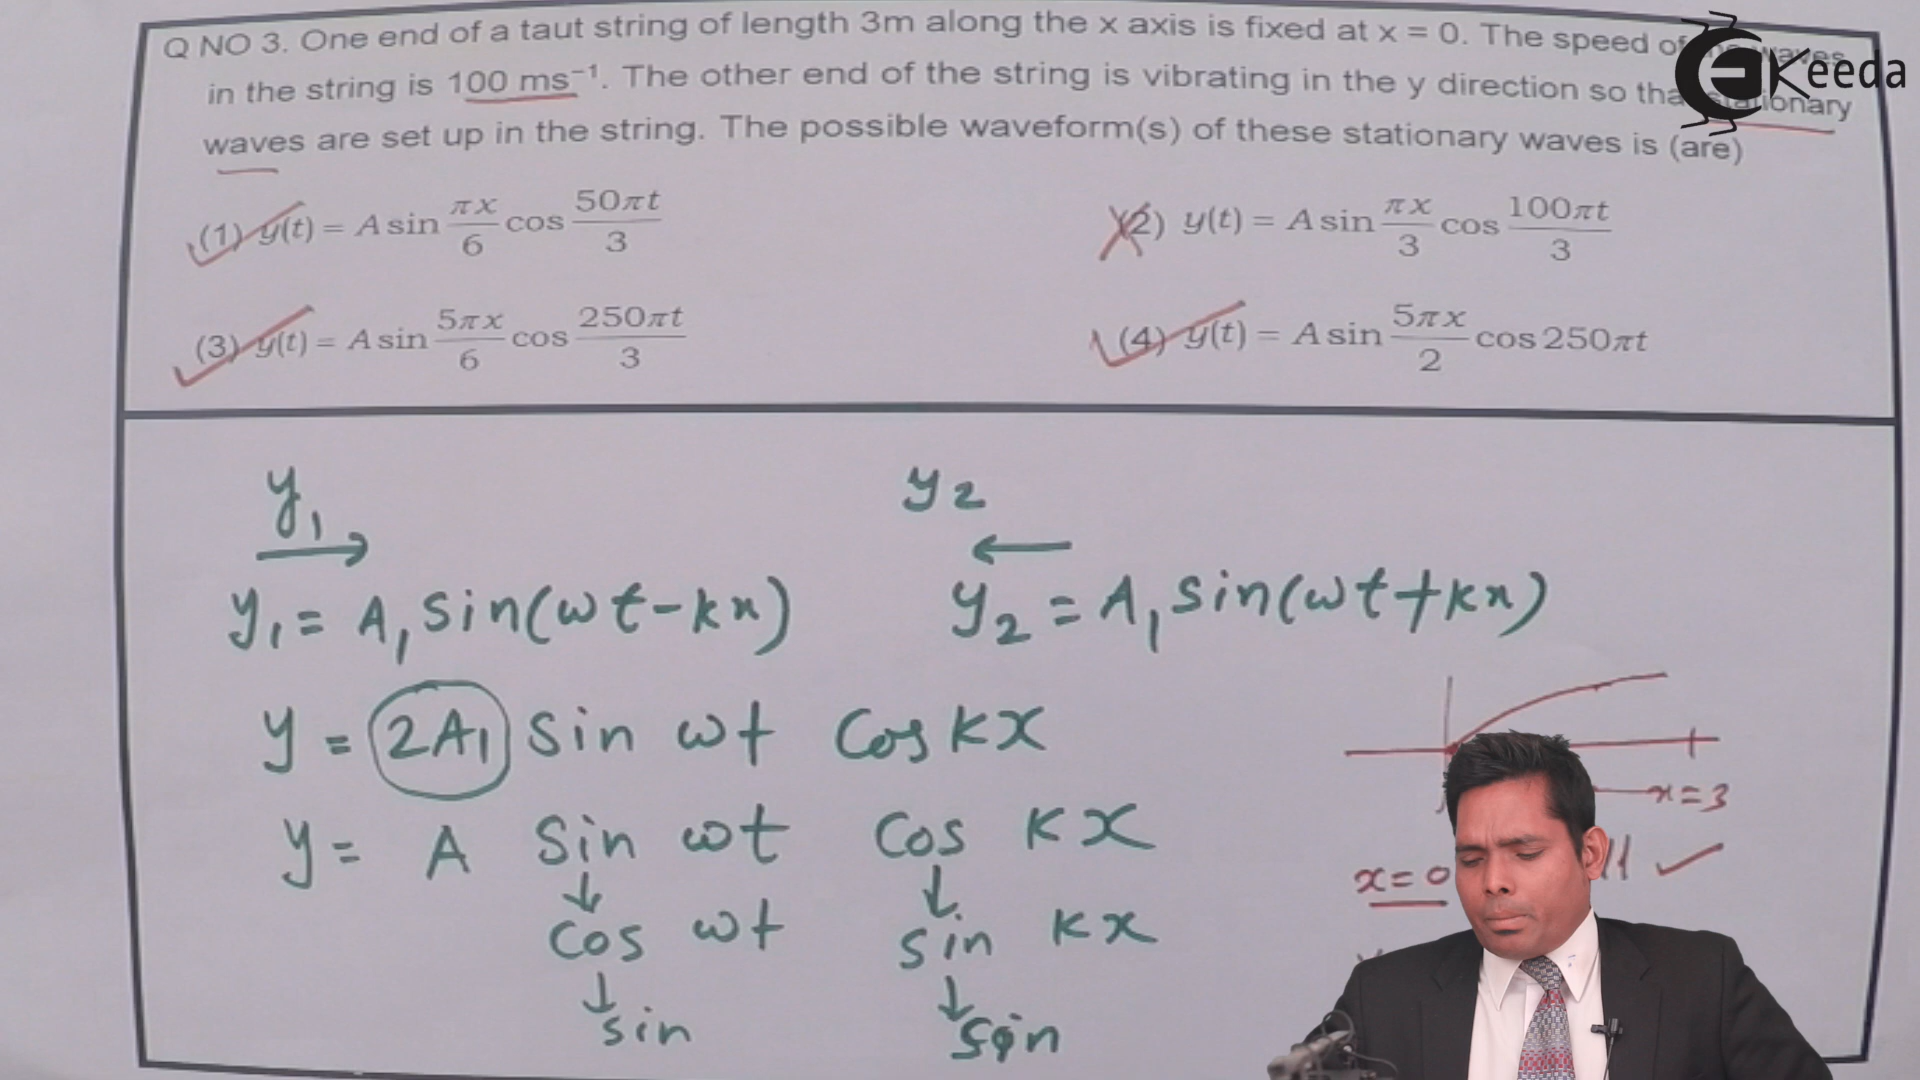 Q NO 3. One end of a taut string of length 3m along the x axis is fixed at x = 0. The speed of waves
Keeda
in the string is 100 ms⁻¹. The other end of the string is vibrating in the y direction so that stationary
waves are set up in the string. The possible waveform(s) of these stationary waves is (are)
(1) y(t) = A sin πx/6 cos 50πt/3
(2) y(t) = A sin πx/3 cos 100πt/3
(3) y(t) = A sin 5πx/6 cos 250πt/3
(4) y(t) = A sin 5πx/2 cos 250πt
y₁
y₂
y₁ = A₁ sin(ωt-kx)
y₂ = A₁ sin(ωt+kx)
y = 2A₁ sin ωt cos kx
x=3
y = A sin ωt cos kx
x=0
cos ωt sin kx
sin sin